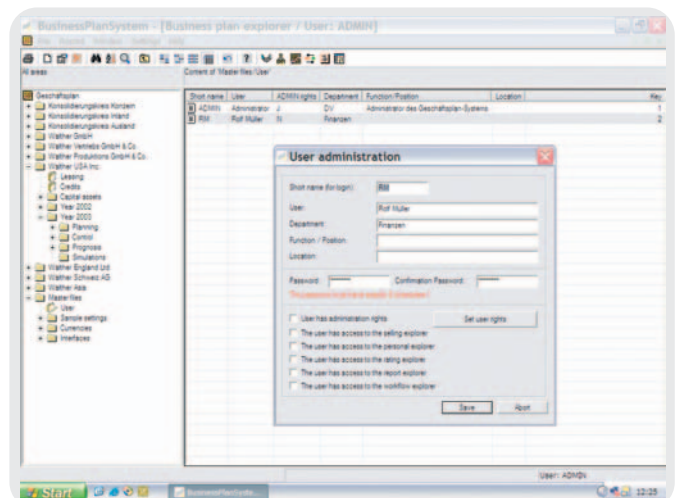 BusinessPlanSystem - [Business plan explorer / User: ADMIN]
File Record Window Settings Help
All areas
Content of 'Master files/User'
Geschäftsplan
Konsolidierungskreis Konzern
Konsolidierungskreis Inland
Konsolidierungskreis Ausland
Walther GmbH
Walther Vertriebs GmbH & Co.
Walther Produktions GmbH & Co.
Walther USA Inc.
Leasing
Credits
Capital assets
Year 2002
Year 2003
Planning
Control
Prognosis
Simulations
Walther England Ltd
Walther Schweiz AG
Walther Asia
Master files
User
Sample settings
Currencies
Interfaces
Short name User ADMIN rights Department Function/Position Location Key
ADMIN Administrator J DV Administrator des Geschäftsplan-Systems 1
RM Rolf Müller N Finanzen 2
User administration
Short name (for login): RM
User: Rolf Müller
Department: Finanzen
Function / Position:
Location:
Password: Confirmation Password:
User has administration rights
Set user rights
The user has access to the selling explorer
The user has access to the personal explorer
The user has access to the rating explorer
The user has access to the report explorer
The user has access to the workflow explorer
Save Abort
User: ADMIN
Start BusinessPlanSyste... 12:25